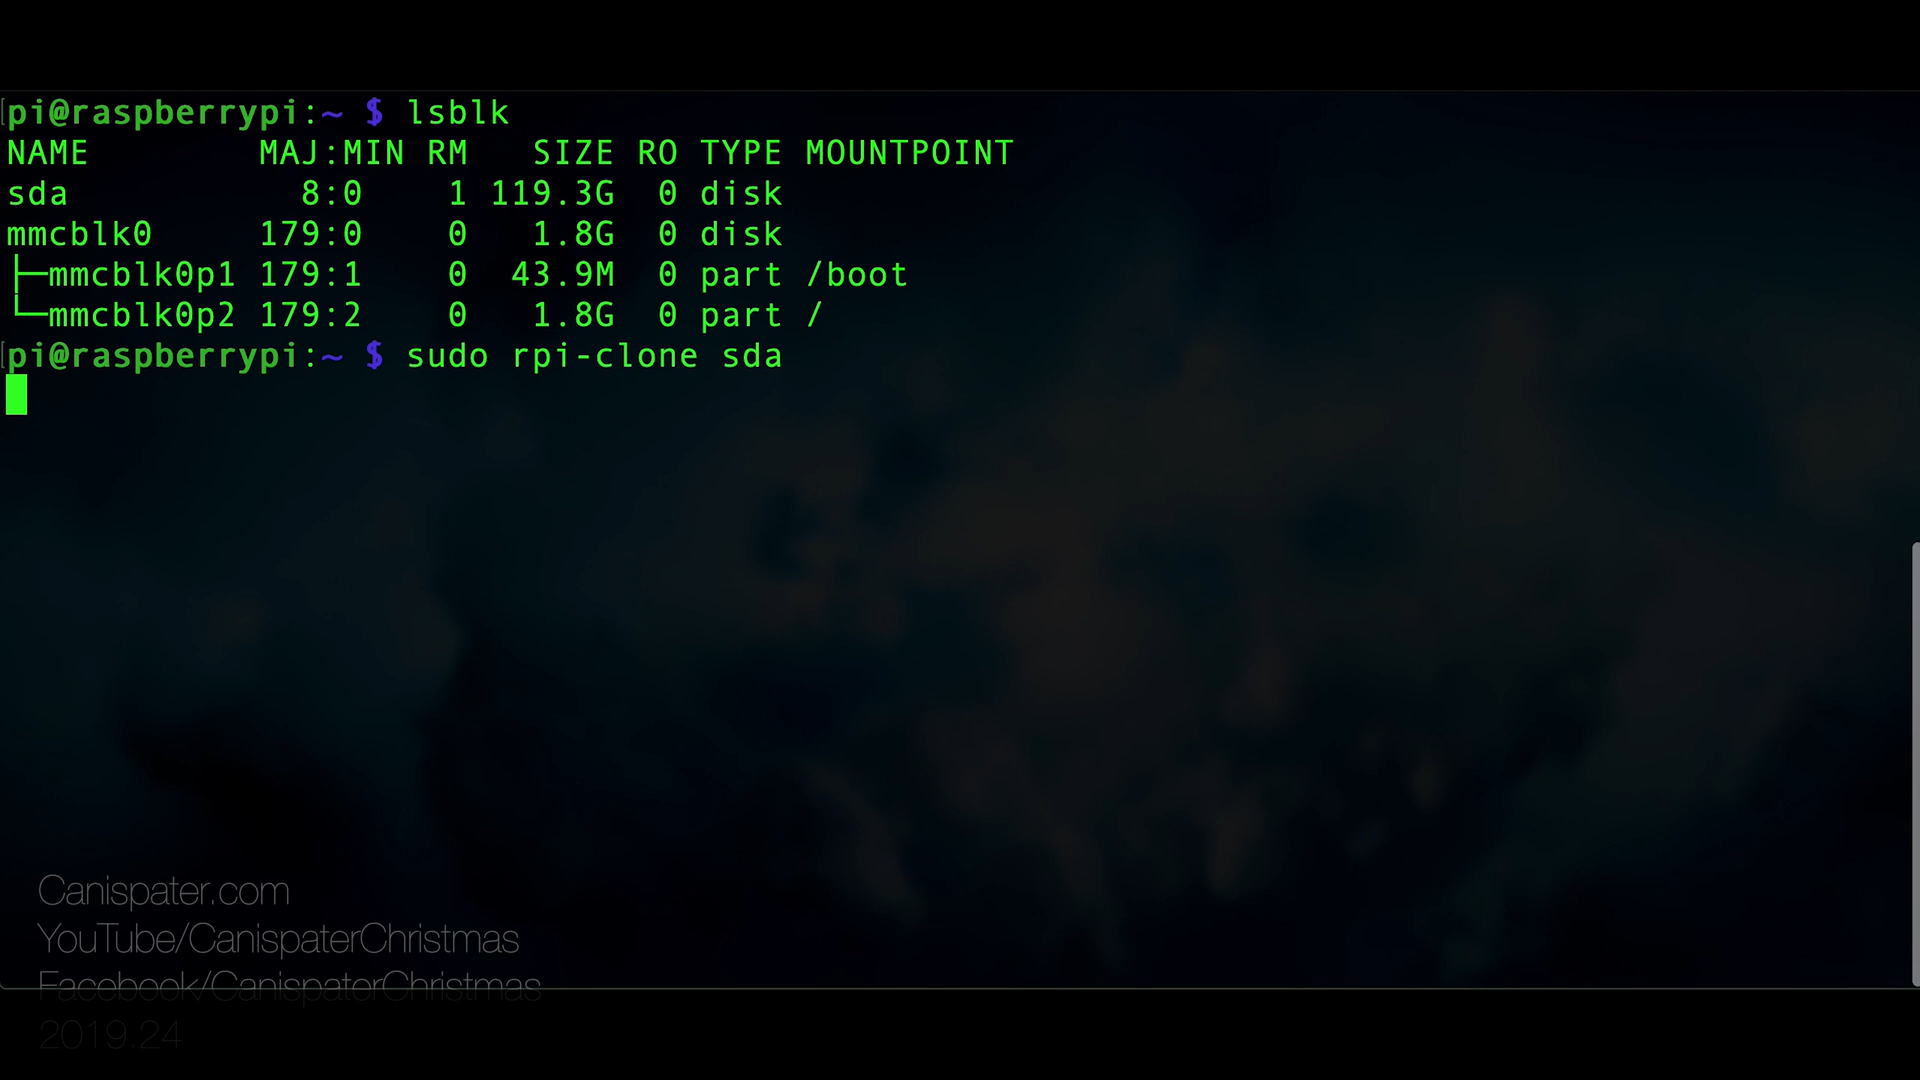 pi@raspberrypi:~ $ lsblk
NAME MAJ:MIN RM SIZE RO TYPE MOUNTPOINT
sda 8:0 1 119.3G 0 disk
mmcblk0 179:0 0 1.8G 0 disk
├─mmcblk0p1 179:1 0 43.9M 0 part /boot
└─mmcblk0p2 179:2 0 1.8G 0 part /
pi@raspberrypi:~ $ sudo rpi-clone sda
Canispater.com
YouTube/CanispaterChristmas
Facebook/CanispaterChristmas
2019.24